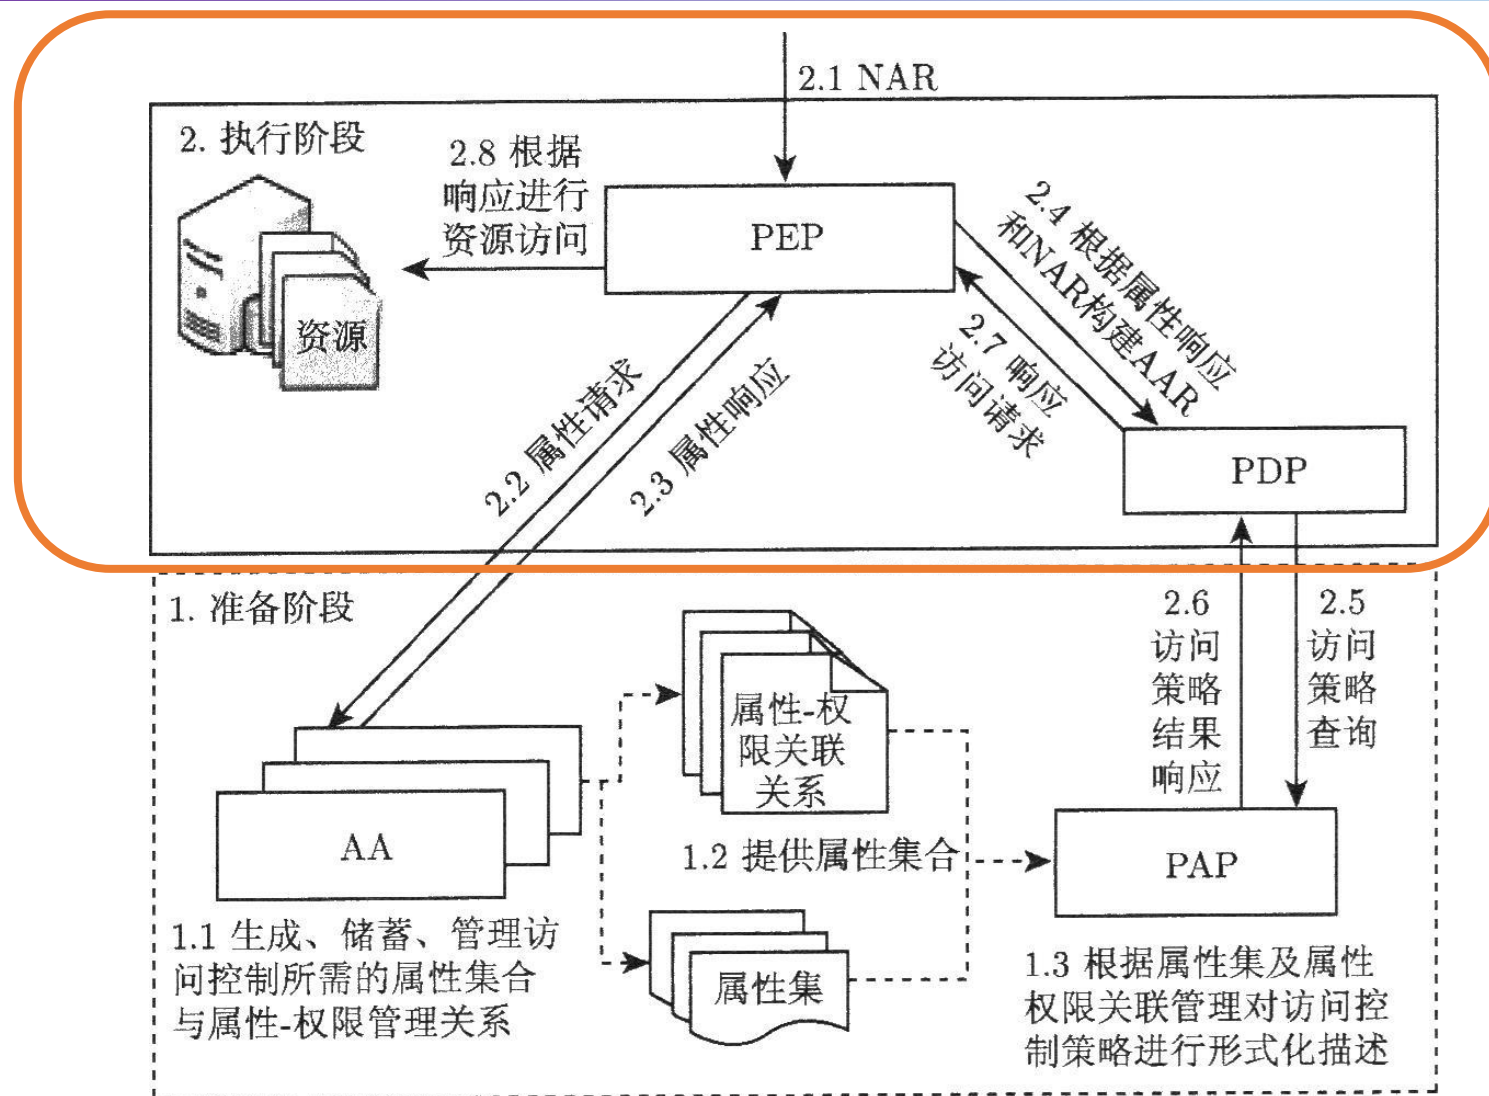 2.1 NAR
2. 执行阶段
2.8 根据
响应进行
资源访问
PEP
2.4 根据属性响应
和NAR构建AAR
2.7 响应
访问请求
资源
2.2 属性请求
2.3 属性响应
PDP
1. 准备阶段
2.6
访问
策略
结果
响应
2.5
访问
策略
查询
属性-权
限关联
关系
AA
1.2 提供属性集合
PAP
1.1 生成、储蓄、管理访
问控制所需的属性集合
与属性-权限管理关系
属性集
1.3 根据属性集及属性
权限关联管理对访问控
制策略进行形式化描述